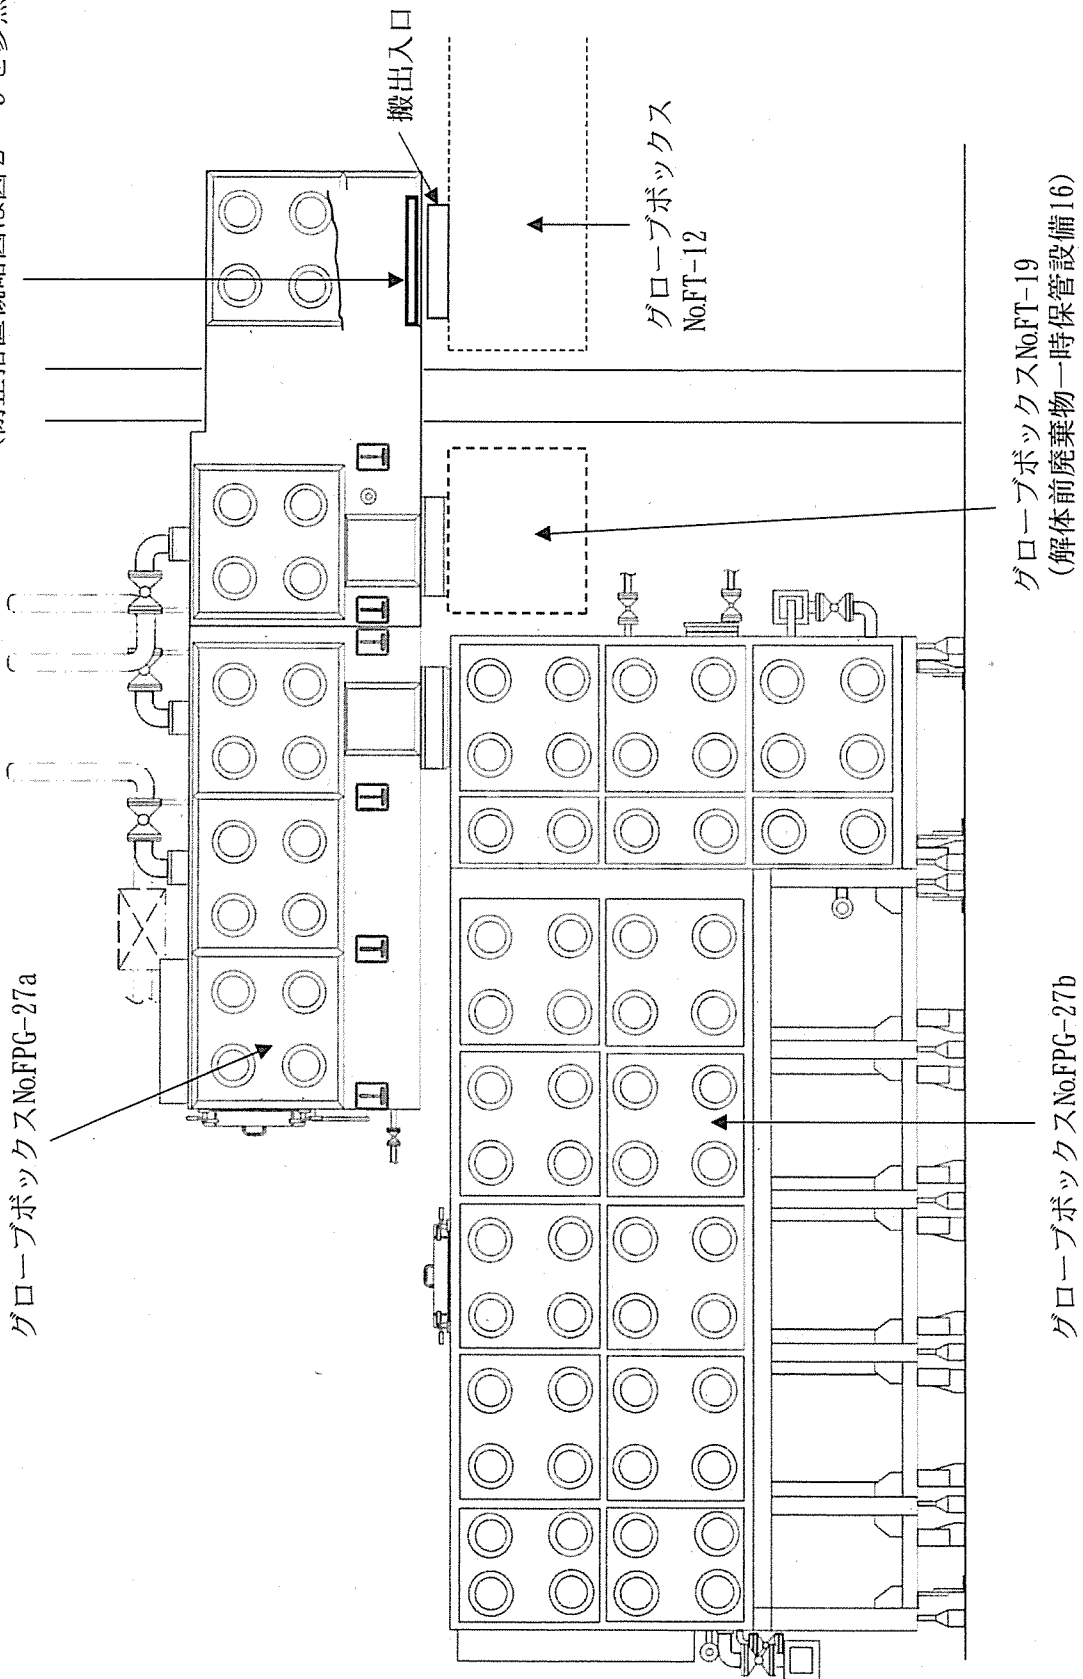 搬出入口
グローブボックス
No.FT-12
グローブボックスNo.FT-19
(解体前廃棄物一時保管設備16)
グローブボックスNo.FPG-27a
グローブボックスNo.FPG-27b